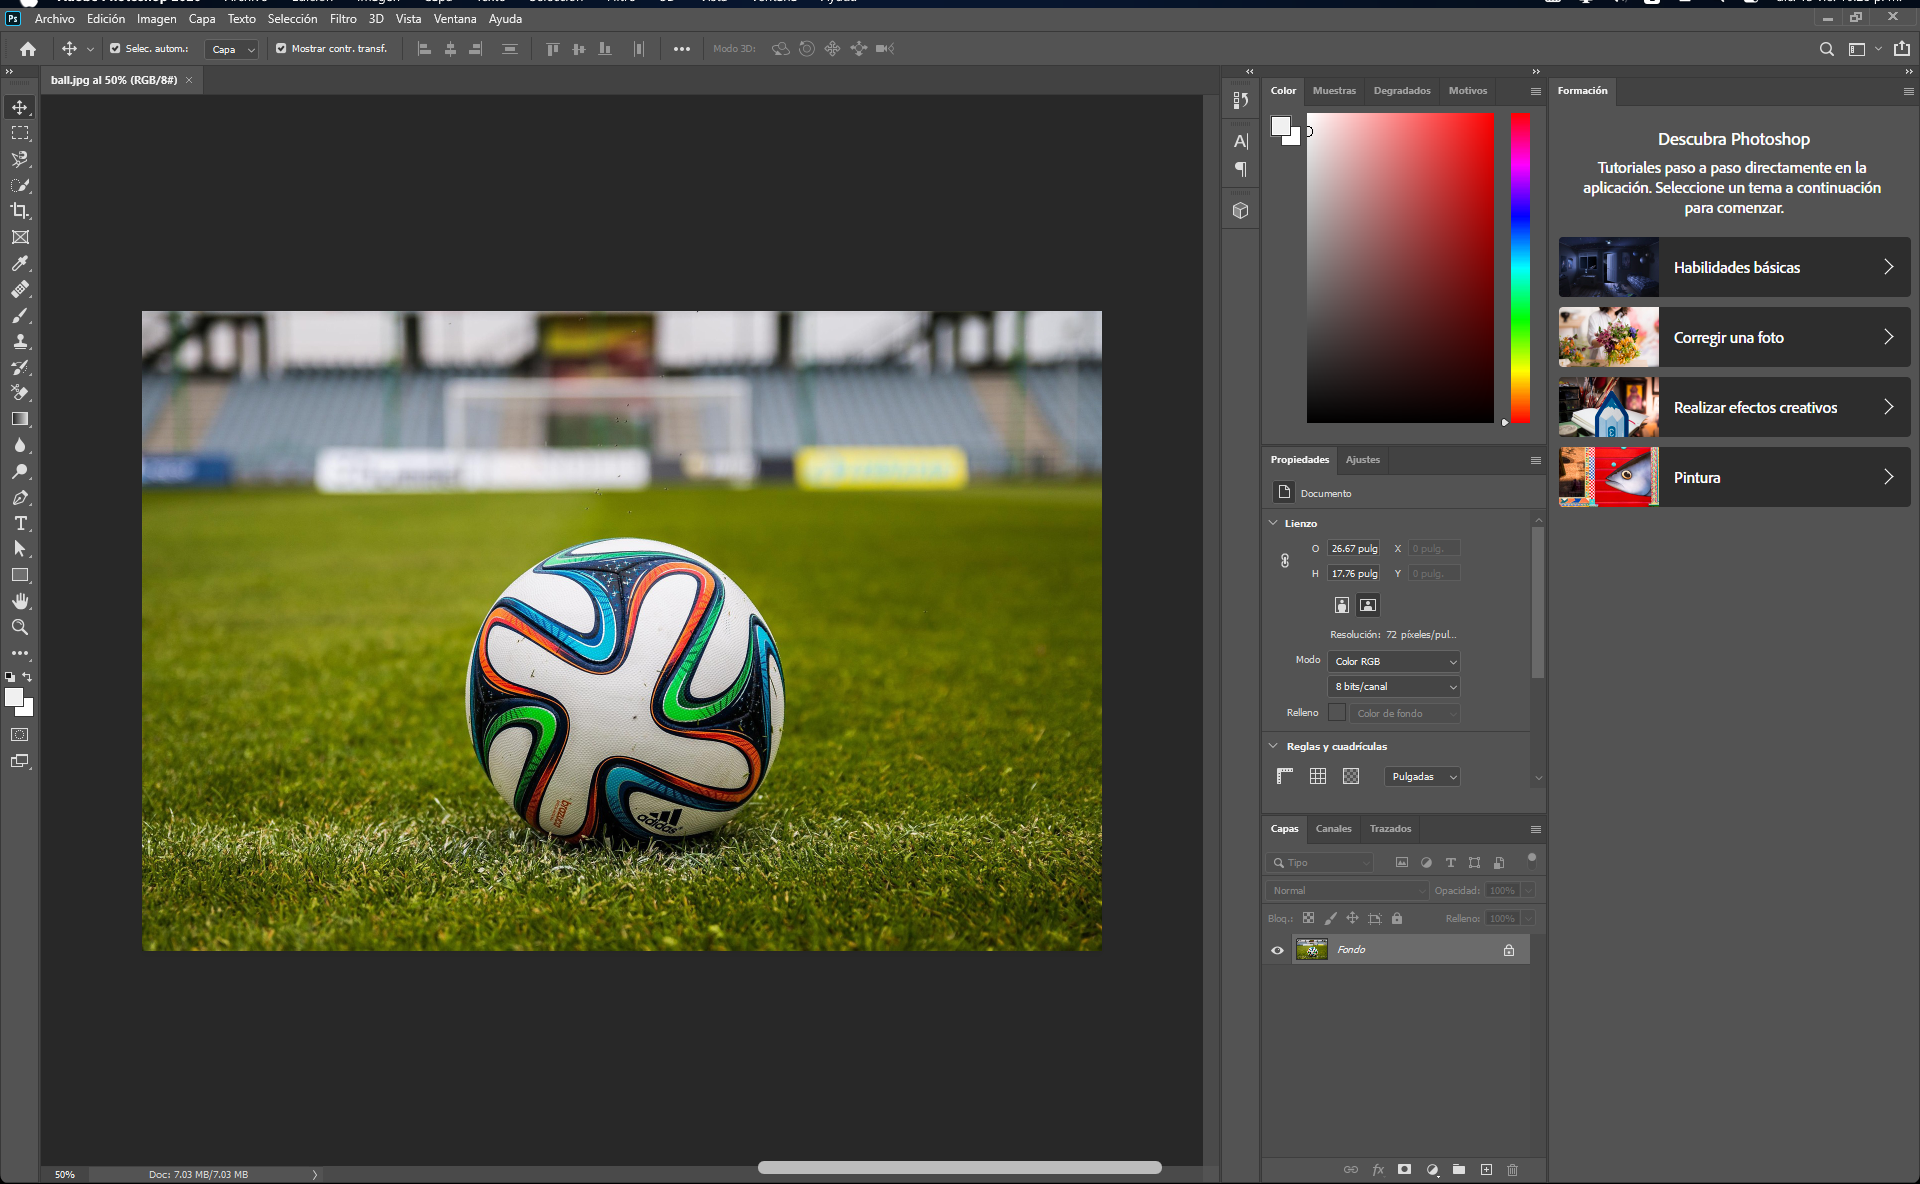 Archivo Edición Imagen Capa Texto Selección Filtro 3D Vista Ventana Ayuda
Selec. autom.: Capa Mostrar contr. transf. Modo 3D:
ball.jpg al 50% (RGB/8#)
Color Muestras Degradados Motivos
Formación
Descubra Photoshop
Tutoriales paso a paso directamente en la
aplicación. Seleccione un tema a continuación
para comenzar.
Habilidades básicas
Corregir una foto
Realizar efectos creativos
Pintura
Propiedades Ajustes
Documento
Lienzo
O 26.67 pulg X 0 pulg.
H 17.76 pulg Y 0 pulg.
Resolución: 72 píxeles/pul...
Modo Color RGB
8 bits/canal
Relleno Color de fondo
Reglas y cuadrículas
Pulgadas
Capas Canales Trazados
Tipo
Normal Opacidad: 100%
Bloq.: Relleno: 100%
Fondo
brazuca
adidas
50% Doc: 7.03 MB/7.03 MB